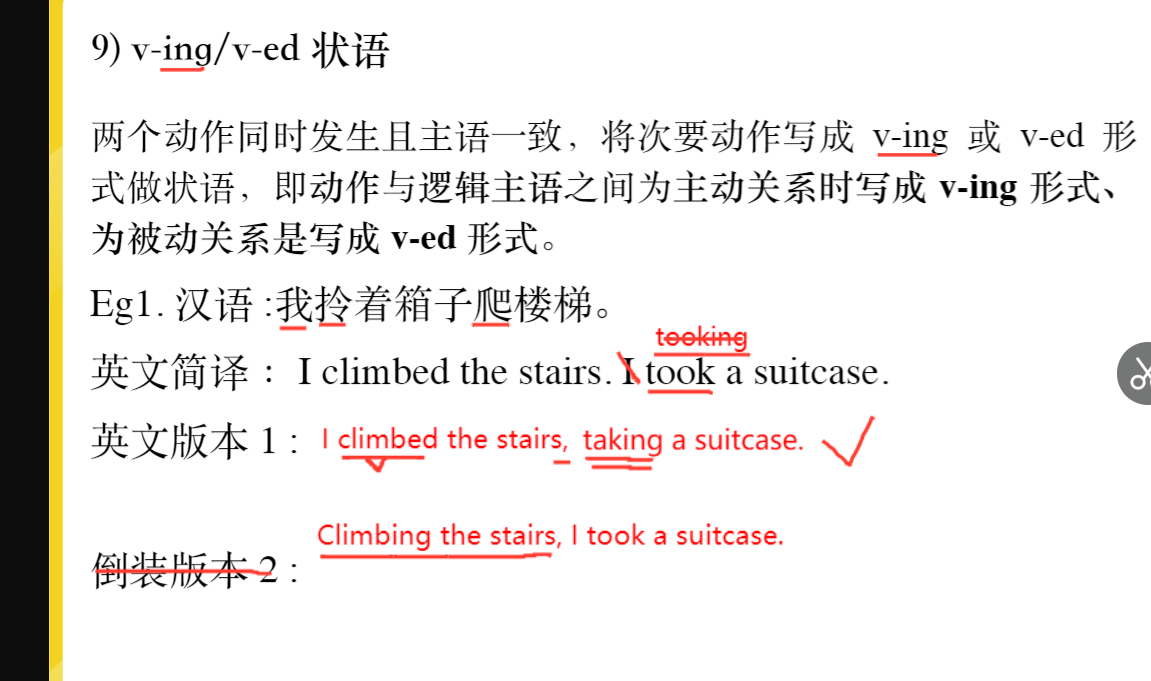 9) v-ing/v-ed 状语
两个动作同时发生且主语一致，将次要动作写成 v-ing 或 v-ed 形
式做状语，即动作与逻辑主语之间为主动关系时写成 v-ing 形式、
为被动关系是写成 v-ed 形式。
Eg1. 汉语 :我拎着箱子爬楼梯。
tooking
英文简译： I climbed the stairs. I took a suitcase.
英文版本 1： I climbed the stairs, taking a suitcase.
Climbing the stairs, I took a suitcase.
倒装版本 2：